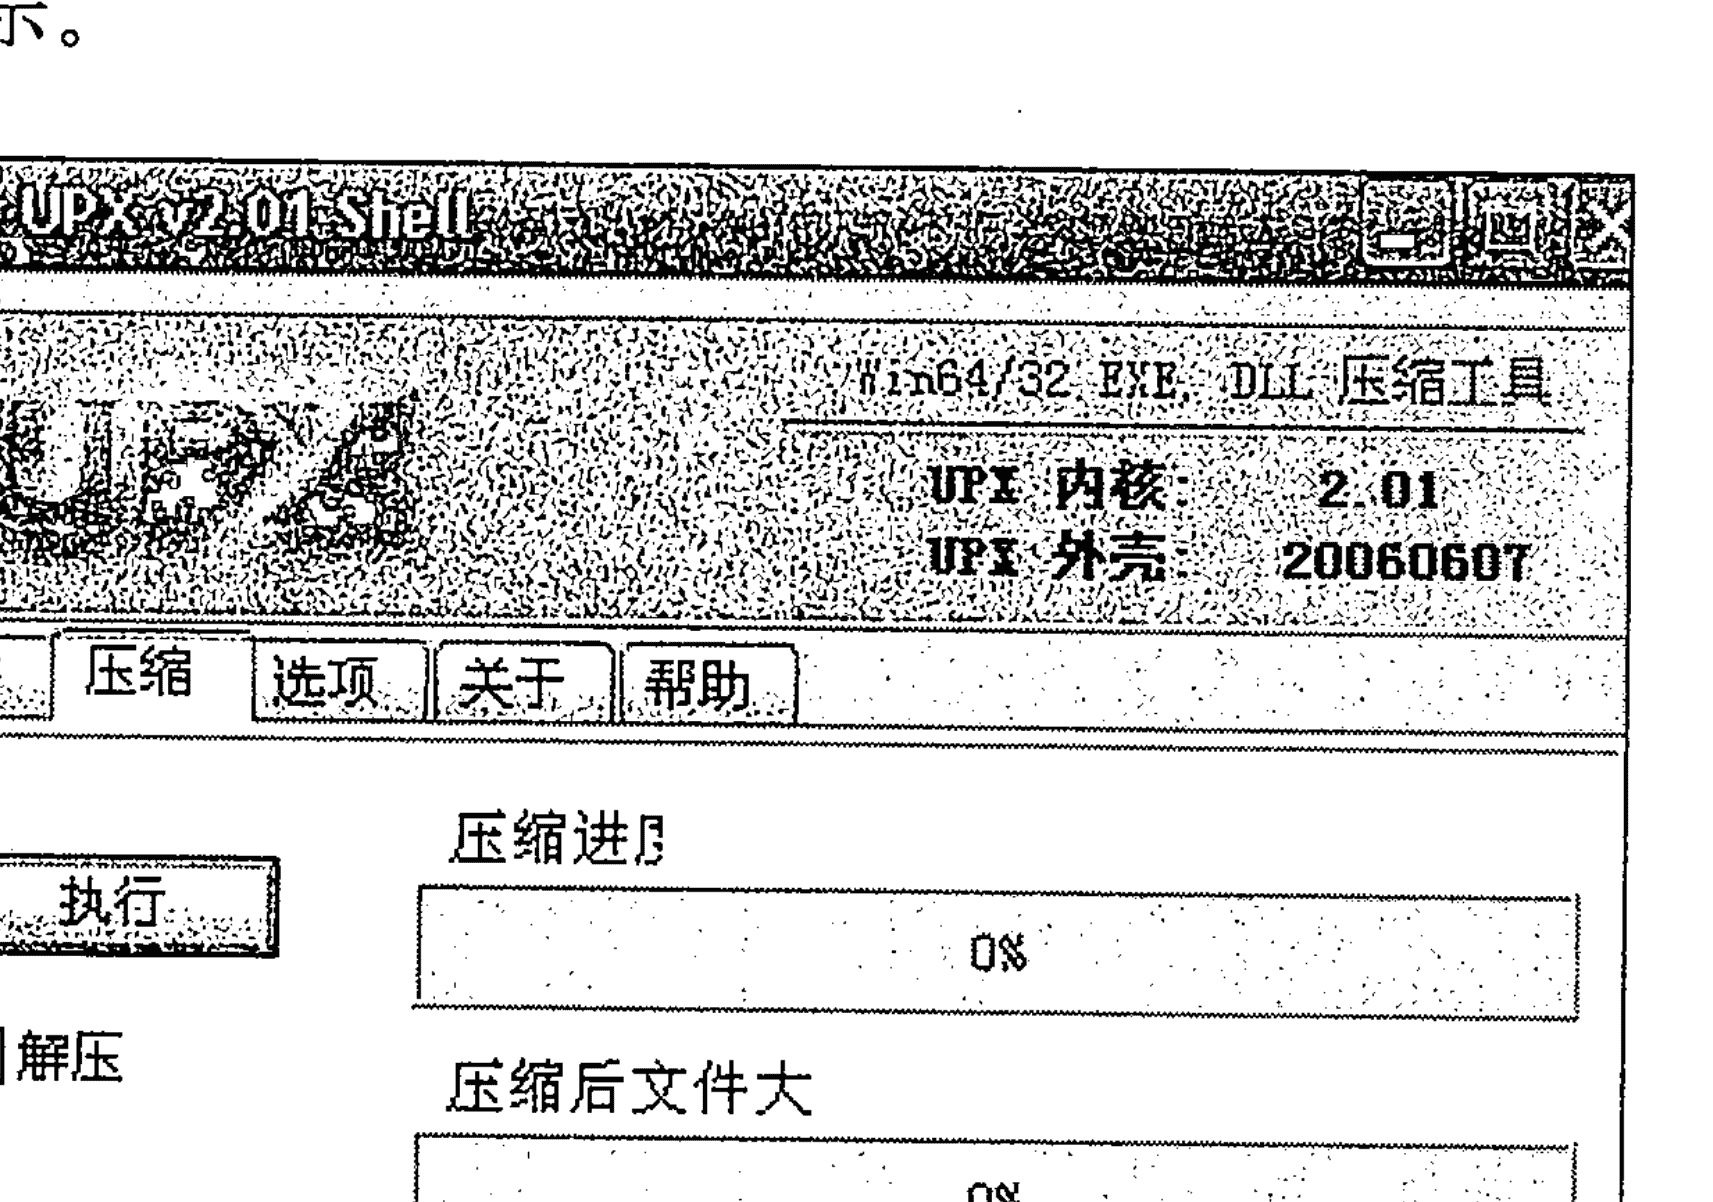 示。
UPX v2.01 Shell
UPX
Win64/32 EXE, DLL 压缩工具
UPX 内核: 2.01
UPX 外壳: 20060607
压缩
选项
关于
帮助
压缩进
执行
0%
解压
压缩后文件大
0%